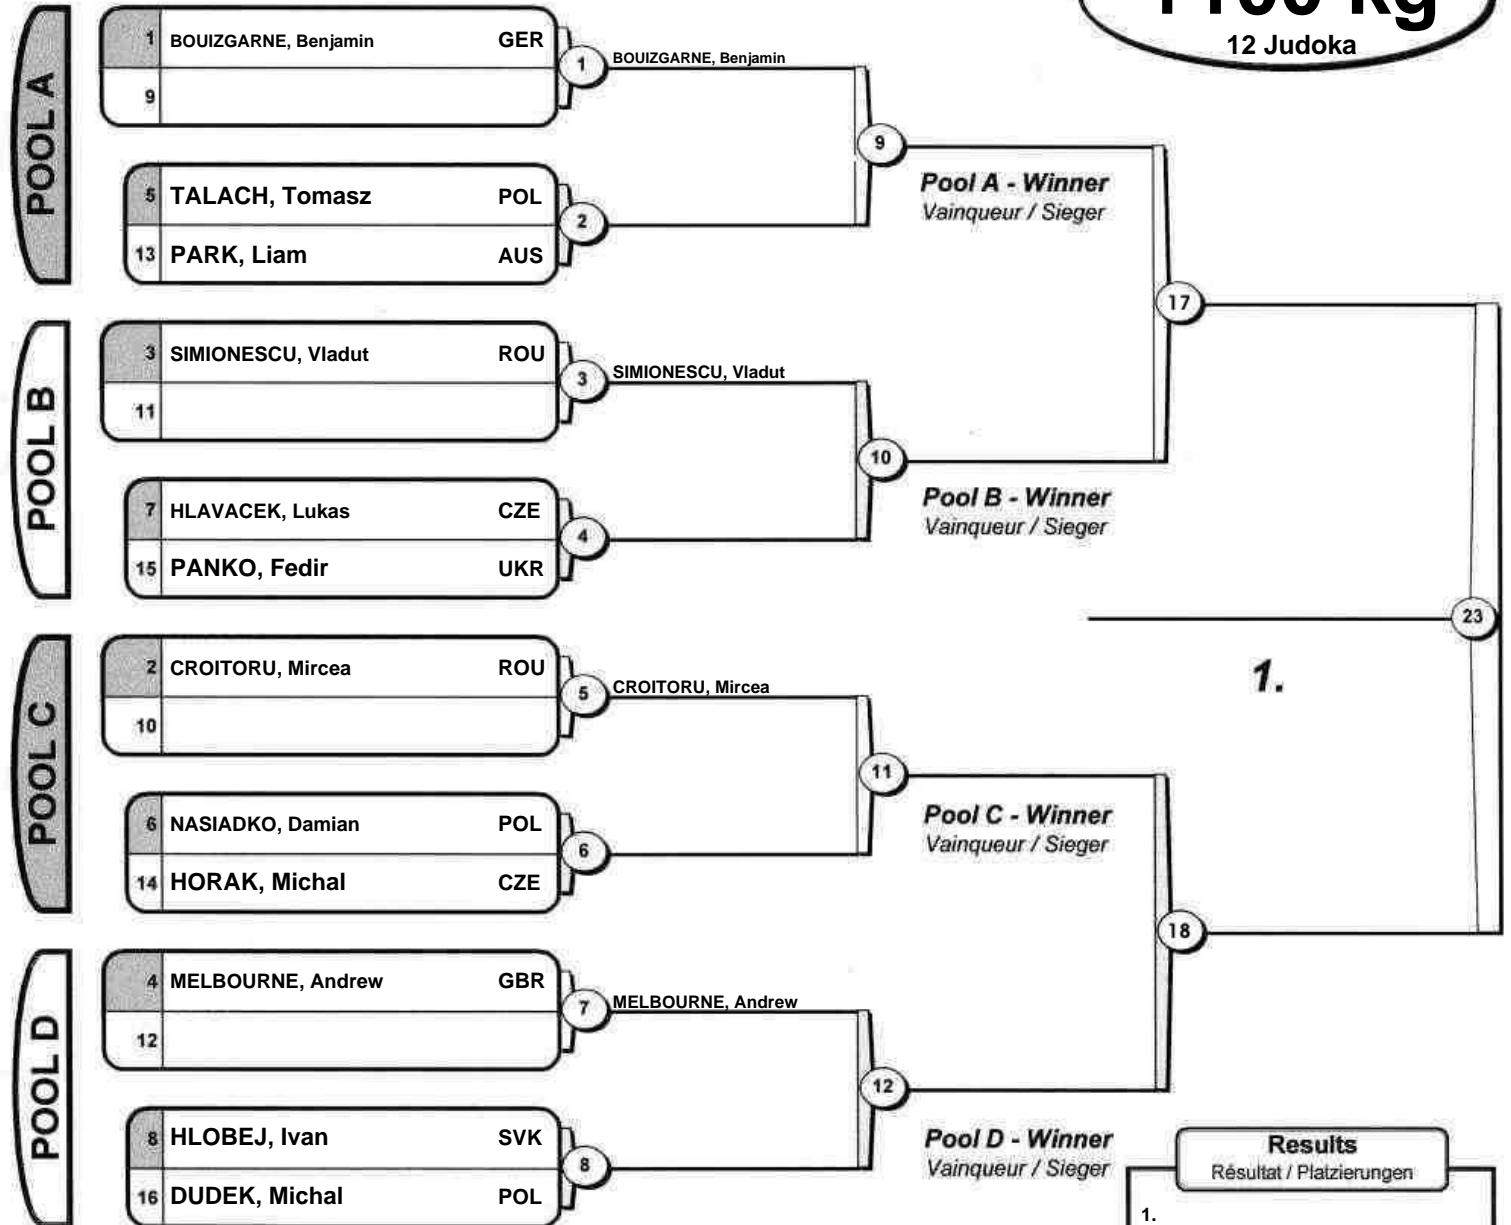 kg
12 Judoka
POOL A
1 BOUIZGARNE, Benjamin GER
9
1 BOUIZGARNE, Benjamin
5 TALACH, Tomasz POL
13 PARK, Liam AUS
2
9
Pool A - Winner
Vainqueur / Sieger
17
POOL B
3 SIMIONESCU, Vladut ROU
11
3 SIMIONESCU, Vladut
7 HLAVACEK, Lukas CZE
15 PANKO, Fedir UKR
4
10
Pool B - Winner
Vainqueur / Sieger
23
1.
POOL C
2 CROITORU, Mircea ROU
10
5 CROITORU, Mircea
6 NASIADKO, Damian POL
14 HORAK, Michal CZE
6
11
Pool C - Winner
Vainqueur / Sieger
18
POOL D
4 MELBOURNE, Andrew GBR
12
7 MELBOURNE, Andrew
8 HLOBEJ, Ivan SVK
16 DUDEK, Michal POL
8
12
Pool D - Winner
Vainqueur / Sieger
Results
Résultat / Platzierungen
1.